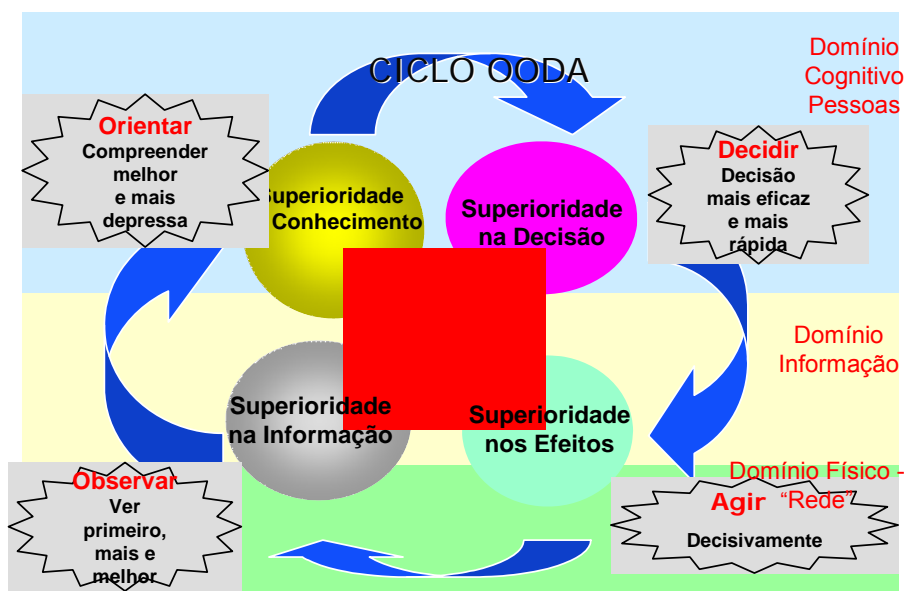 CICLO OODA
Domínio
Cognitivo
Pessoas
Orientar
Compreender
melhor
e mais
depressa
Superioridade
Conhecimento
Superioridade
na Decisão
Decidir
Decisão
mais eficaz
e mais
rápida
Domínio
Informação
Superioridade
na Informação
Superioridade
nos Efeitos
Observar
Ver
primeiro,
mais e
melhor
Domínio Físico -
“Rede”
Agir
Decisivamente